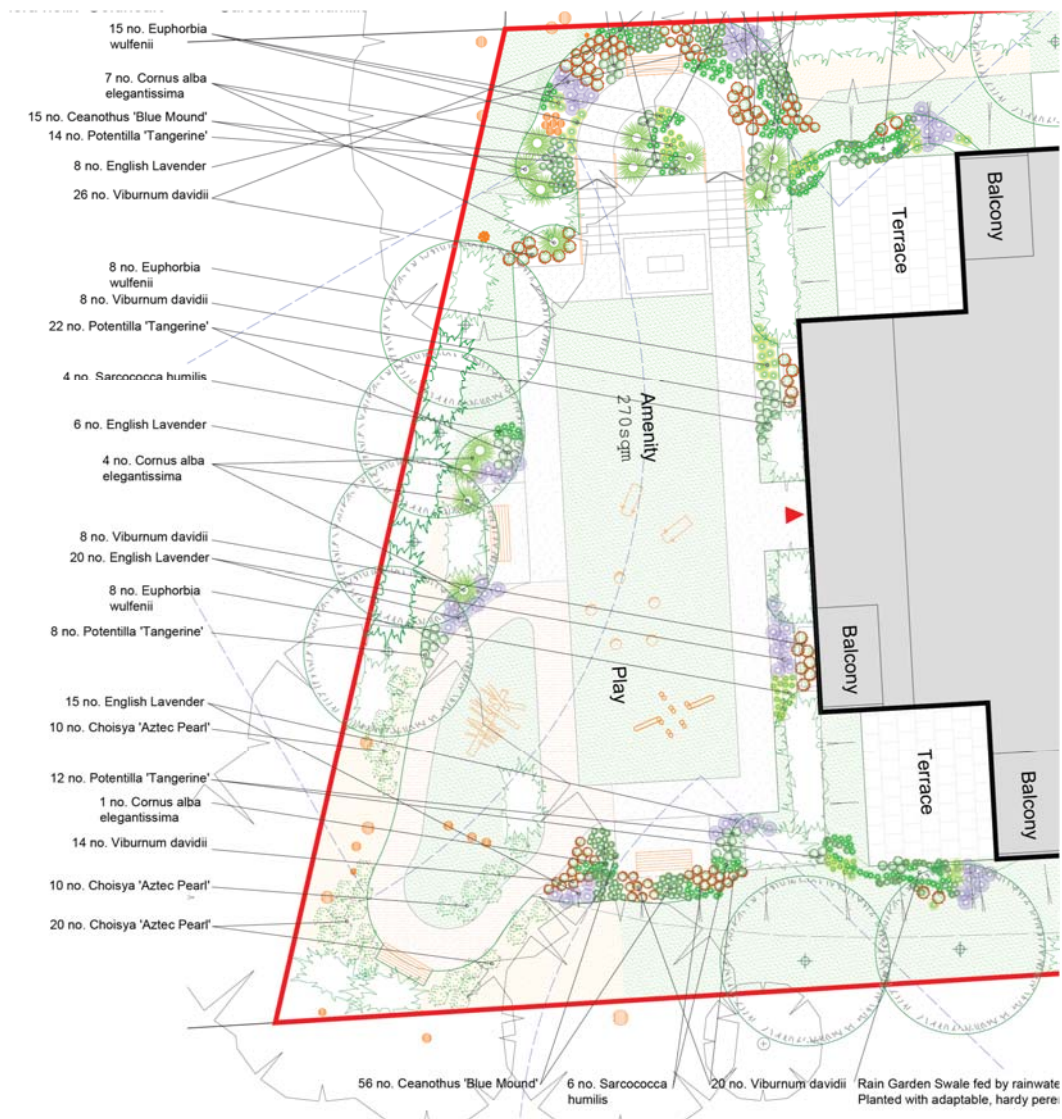 15 no. Euphorbia
wulfenii
7 no. Cornus alba
elegantissima
15 no. Ceanothus 'Blue Mound'
14 no. Potentilla 'Tangerine'
8 no. English Lavender
26 no. Viburnum davidii
8 no. Euphorbia
wulfenii
8 no. Viburnum davidii
22 no. Potentilla 'Tangerine'
4 no. Sarcococca humilis
6 no. English Lavender
4 no. Cornus alba
elegantissima
8 no. Viburnum davidii
20 no. English Lavender
8 no. Euphorbia
wulfenii
8 no. Potentilla 'Tangerine'
15 no. English Lavender
10 no. Choisya 'Aztec Pearl'
12 no. Potentilla 'Tangerine'
1 no. Cornus alba
elegantissima
14 no. Viburnum davidii
10 no. Choisya 'Aztec Pearl'
20 no. Choisya 'Aztec Pearl'
Balcony
Terrace
Amenity
270sqm
Play
Balcony
Terrace
Balcony
56 no. Ceanothus 'Blue Mound'
6 no. Sarcococca
humilis
20 no. Viburnum davidii
Rain Garden Swale fed by rainwate
Planted with adaptable, hardy pere